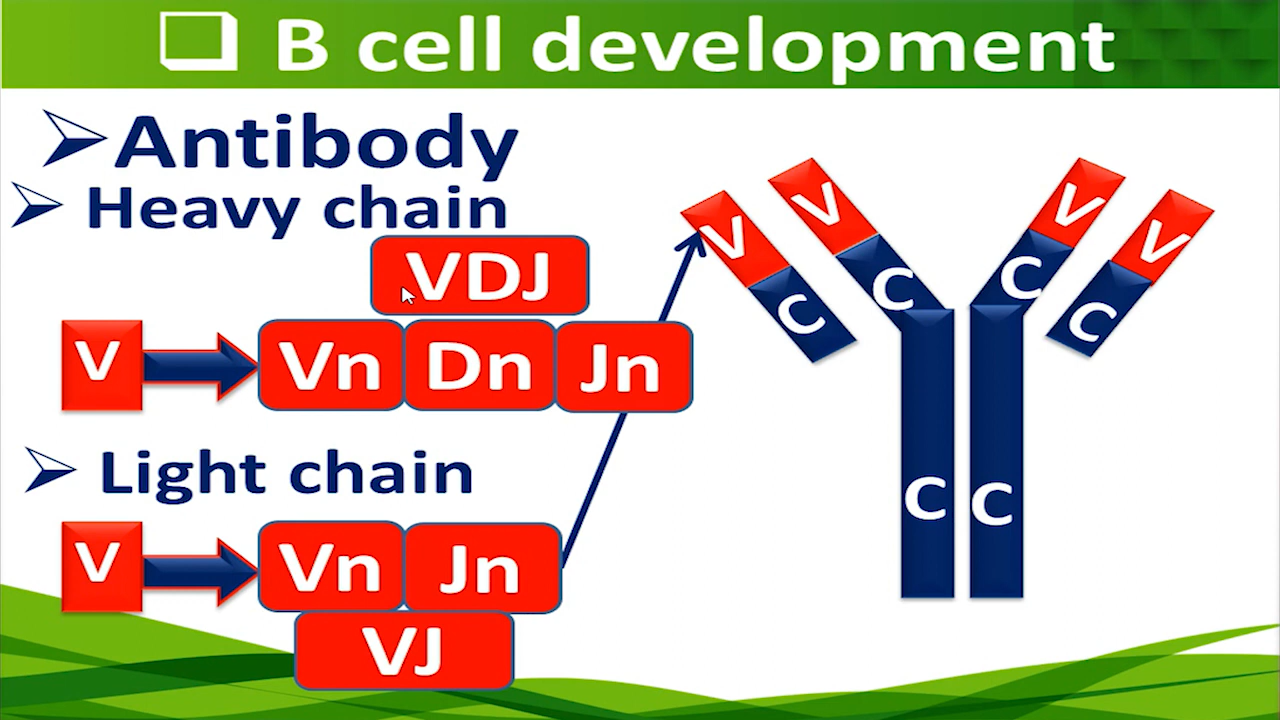 B cell development
Antibody
Heavy chain
VDJ
V Vn Dn Jn
Light chain
V Vn Jn
VJ
V V V V
C C C C
C C